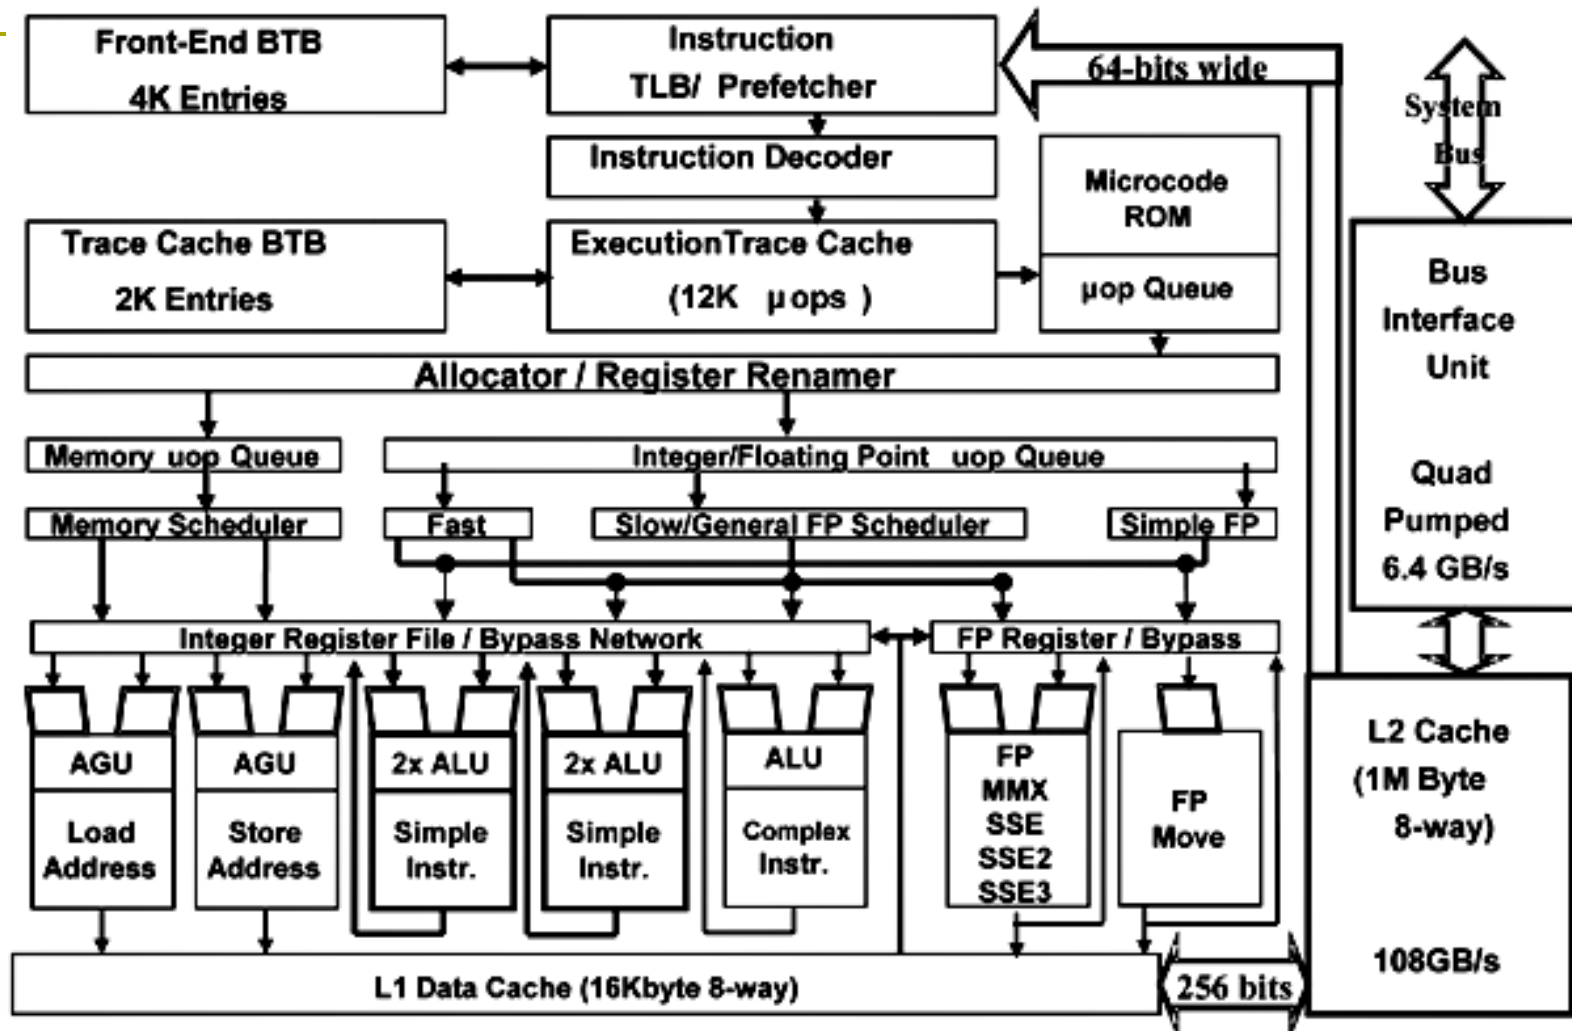 Front-End BTB
4K Entries
Instruction
TLB/ Prefetcher
64-bits wide
System
Bus
Instruction Decoder
Microcode
ROM
Trace Cache BTB
2K Entries
ExecutionTrace Cache
(12K µops )
µop Queue
Bus
Interface
Unit
Quad
Pumped
6.4 GB/s
Allocator / Register Renamer
Memory uop Queue
Integer/Floating Point uop Queue
Memory Scheduler
Fast
Slow/General FP Scheduler
Simple FP
Integer Register File / Bypass Network
FP Register / Bypass
AGU
Load
Address
AGU
Store
Address
2x ALU
Simple
Instr.
2x ALU
Simple
Instr.
ALU
Complex
Instr.
FP
MMX
SSE
SSE2
SSE3
FP
Move
L2 Cache
(1M Byte
8-way)
108GB/s
L1 Data Cache (16Kbyte 8-way)
256 bits